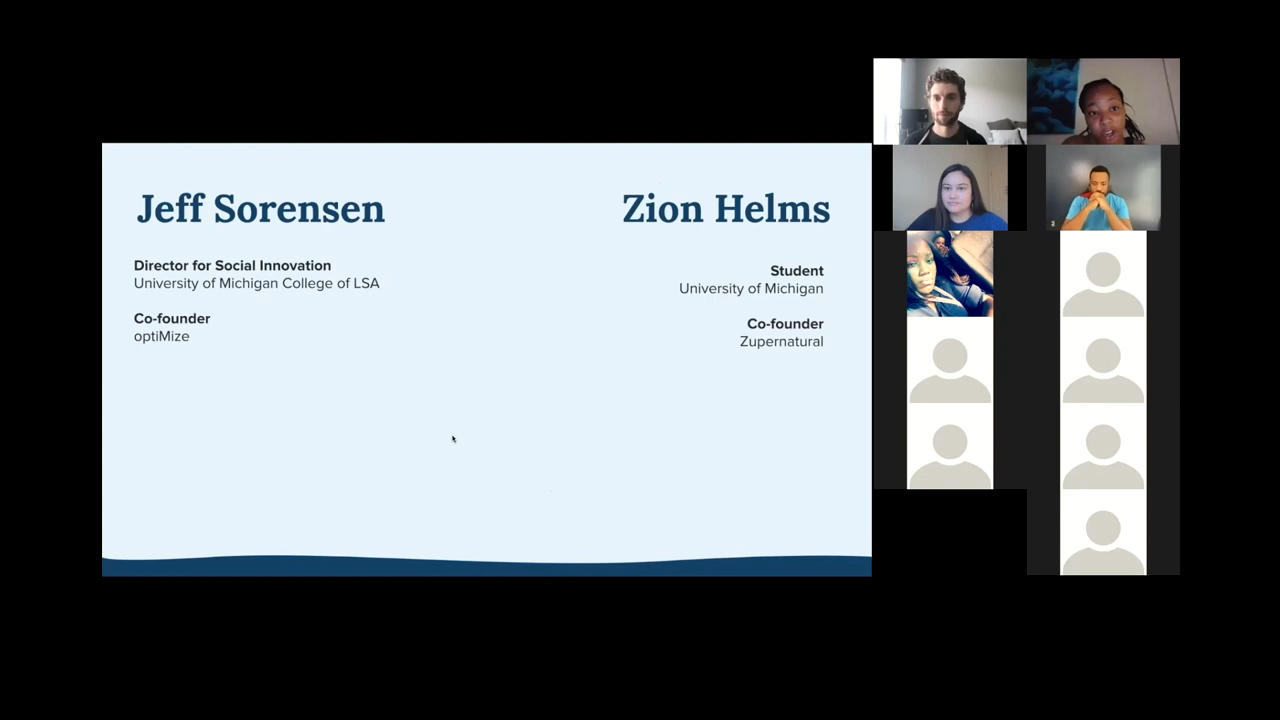 Jeff Sorensen
Director for Social Innovation
University of Michigan College of LSA
Co-founder
optiMize
Zion Helms
Student
University of Michigan
Co-founder
Zupernatural